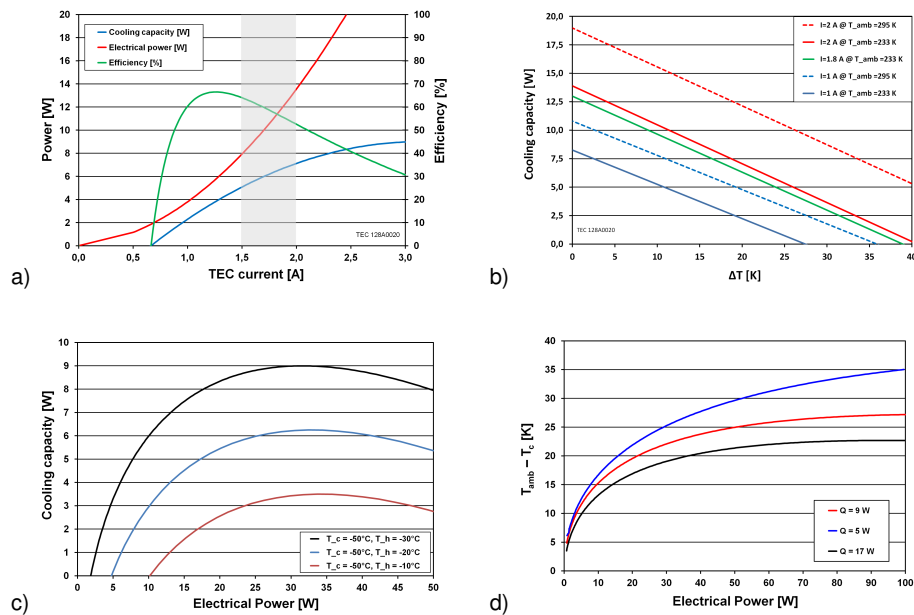 a)
Power [W]
20
18
16
14
12
10
8
6
4
2
0
Cooling capacity [W]
Electrical power [W]
Efficiency [%]
100
90
80
70
60
50
40
30
20
10
0
Efficiency [%]
TEC 128A0020
0,0 0,5 1,0 1,5 2,0 2,5 3,0
TEC current [A]
b)
Cooling capacity [W]
20,0
17,5
15,0
12,5
10,0
7,5
5,0
2,5
0,0
I=2 A @ T_amb =295 K
I=2 A @ T_amb =233 K
I=1.8 A @ T_amb =233 K
I=1 A @ T_amb =295 K
I=1 A @ T_amb =233 K
TEC 128A0020
0 5 10 15 20 25 30 35 40
ΔT [K]
c)
Cooling capacity [W]
10
9
8
7
6
5
4
3
2
1
0
T_c = -50°C, T_h = -30°C
T_c = -50°C, T_h = -20°C
T_c = -50°C, T_h = -10°C
0 5 10 15 20 25 30 35 40 45 50
Electrical Power [W]
d)
T_amb – T_c [K]
40
35
30
25
20
15
10
5
0
Q = 9 W
Q = 5 W
Q = 17 W
0 10 20 30 40 50 60 70 80 90 100
Electrical Power [W]